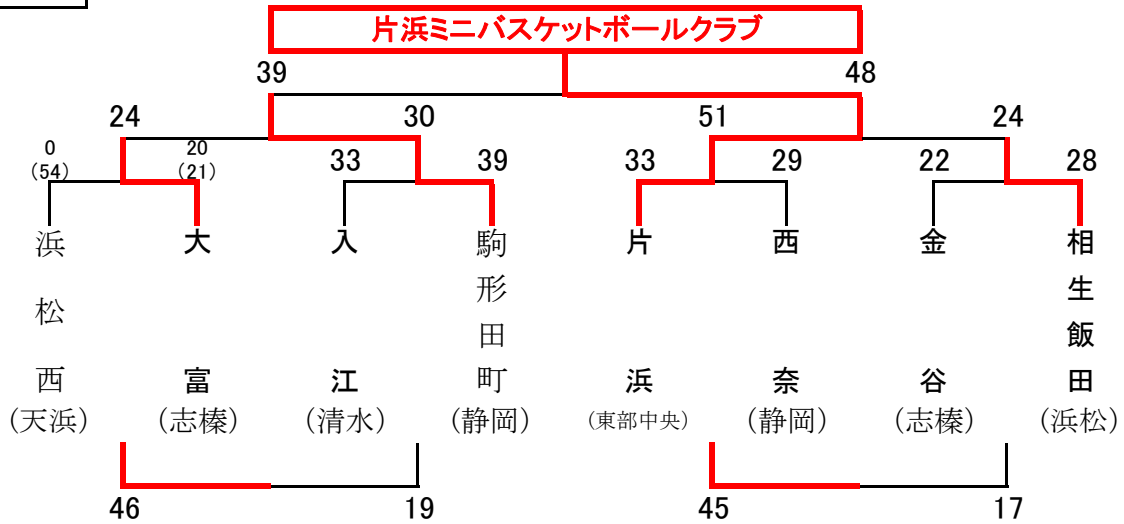 片浜ミニバスケットボールクラブ
39 48
24 30 51 24
0 20
(54) (21) 33 39 33 29 22 28
浜松西 大富 入江 駒形田町 片浜 西奈 金谷 相生飯田
(天浜) (志榛) (清水) (静岡) (東部中央) (静岡) (志榛) (浜松)
46 19 45 17